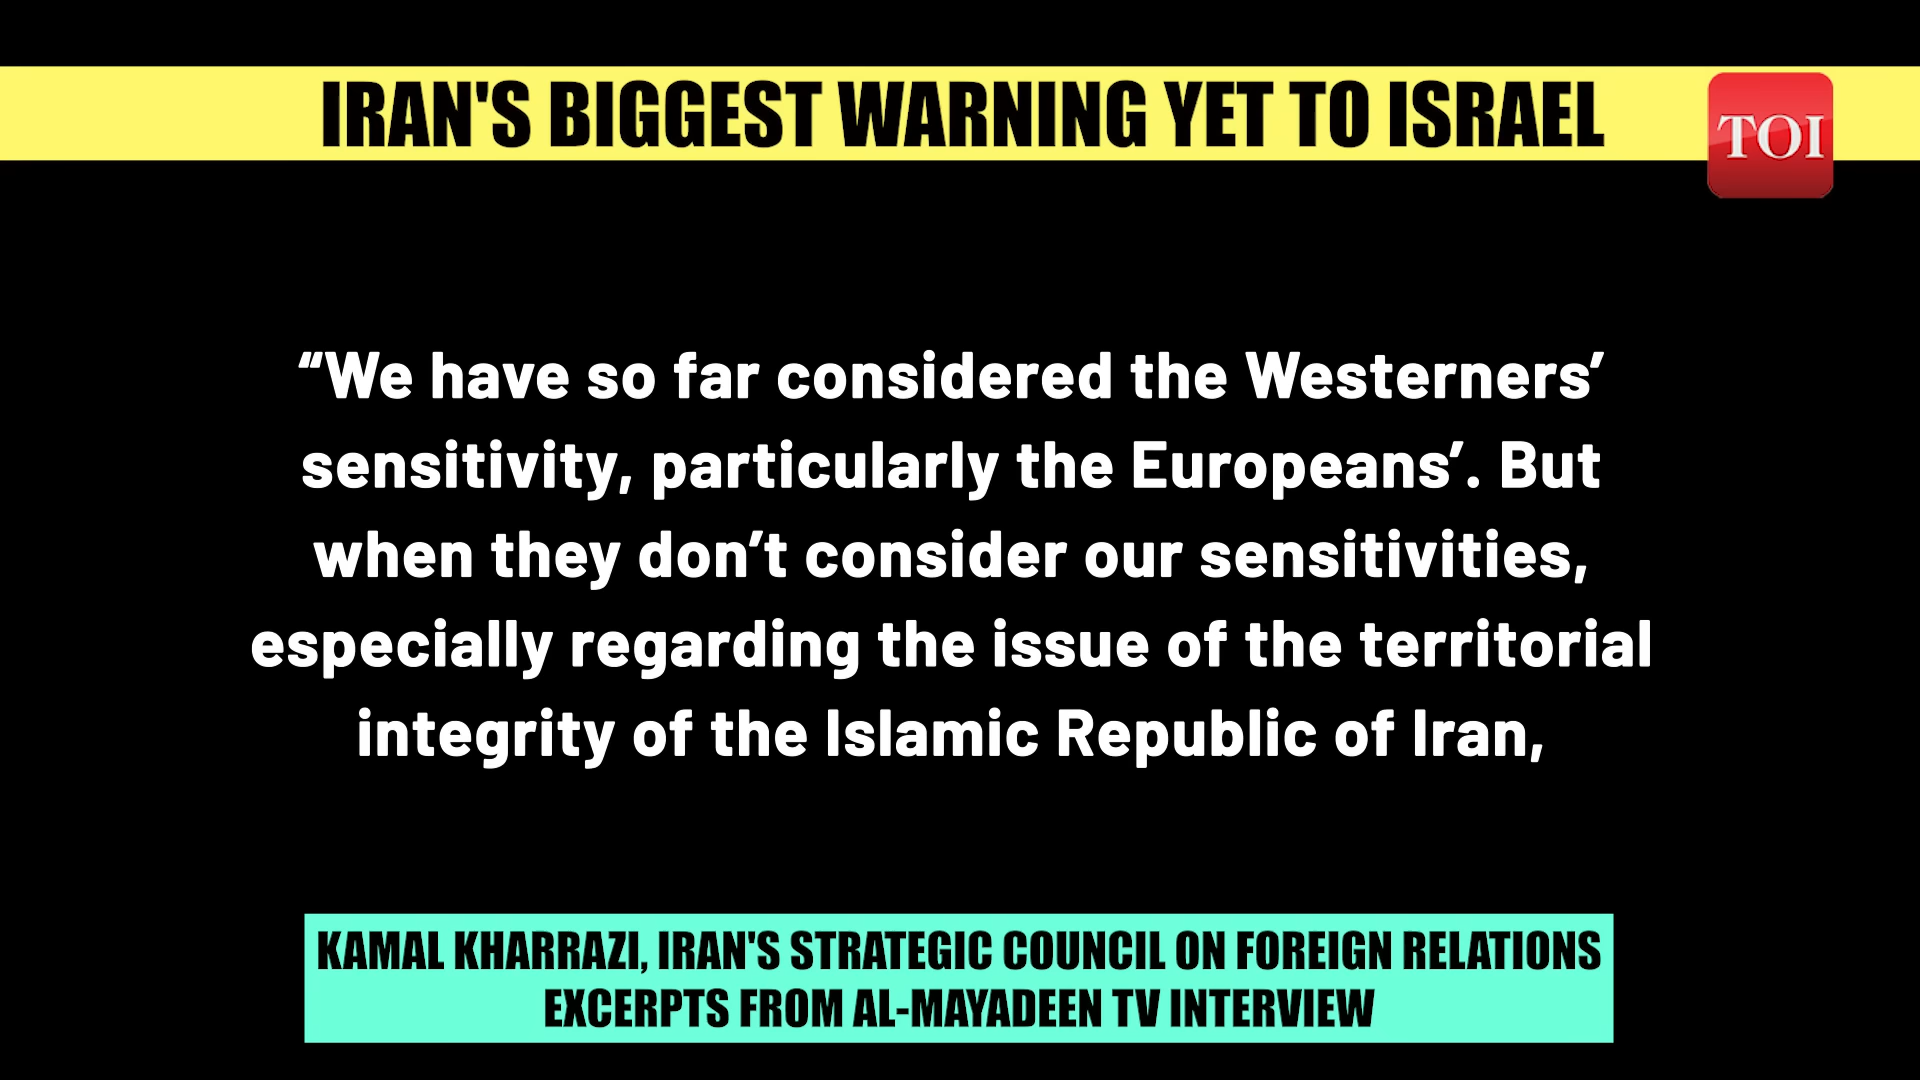 IRAN'S BIGGEST WARNING YET TO ISRAEL
TOI
“We have so far considered the Westerners’
sensitivity, particularly the Europeans’. But
when they don’t consider our sensitivities,
especially regarding the issue of the territorial
integrity of the Islamic Republic of Iran,
KAMAL KHARRAZI, IRAN'S STRATEGIC COUNCIL ON FOREIGN RELATIONS
EXCERPTS FROM AL-MAYADEEN TV INTERVIEW